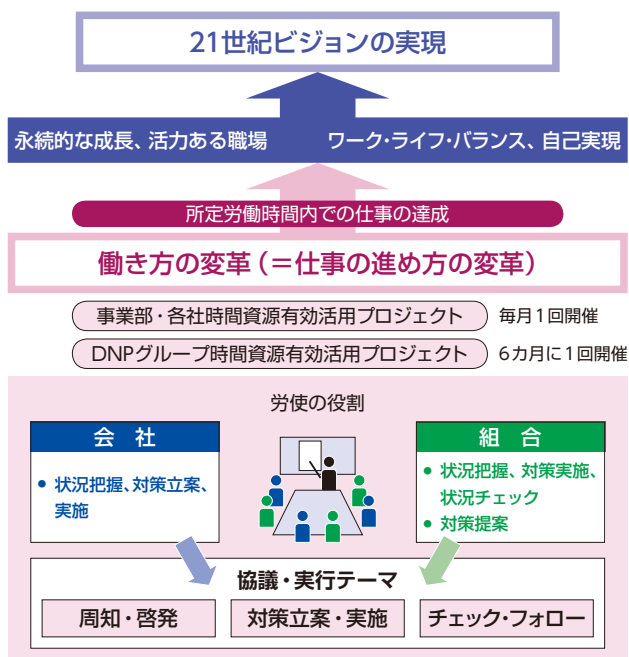 21世紀ビジョンの実現
永続的な成長、活力ある職場
ワーク・ライフ・バランス、自己実現
所定労働時間内での仕事の達成
働き方の変革（＝仕事の進め方の変革）
事業部・各社時間資源有効活用プロジェクト 毎月1回開催
DNPグループ時間資源有効活用プロジェクト 6カ月に1回開催
労使の役割
会 社
• 状況把握、対策立案、
実施
組 合
• 状況把握、対策実施、
状況チェック
• 対策提案
協議・実行テーマ
周知・啓発
対策立案・実施
チェック・フォロー